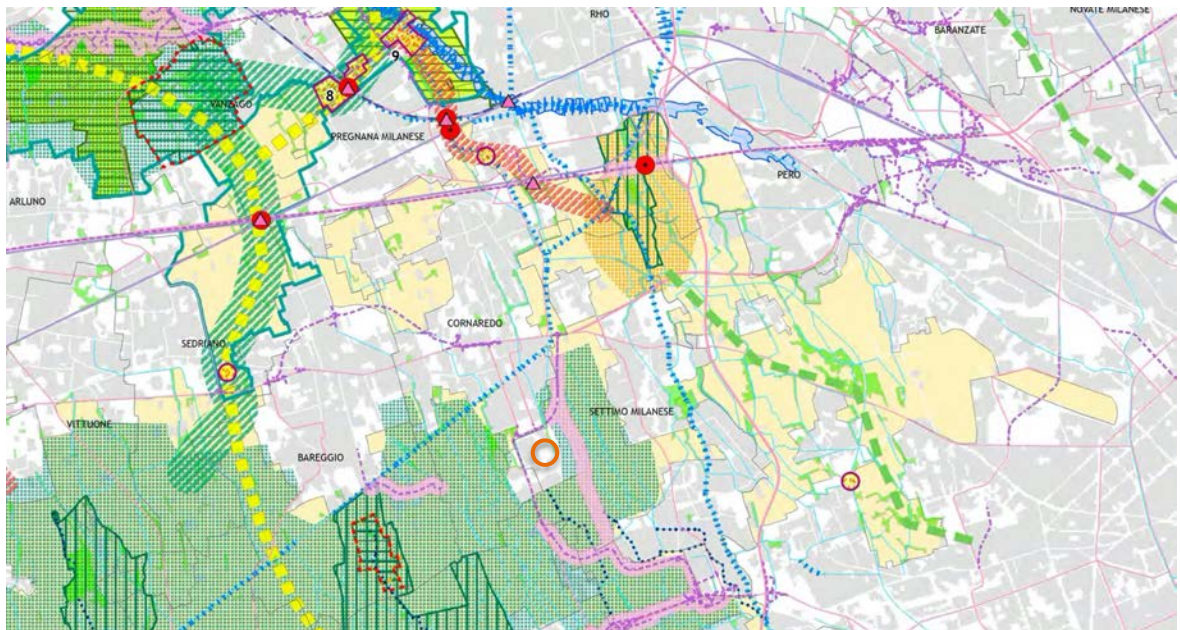 RHO
NOVATE MILANESE
BARANZATE
9
8
VANZAGO
PREGNANA MILANESE
PERO
ARLUNO
CORNAREDO
SEDRIANO
SETTIMO MILANESE
VITTUONE
BAREGGIO